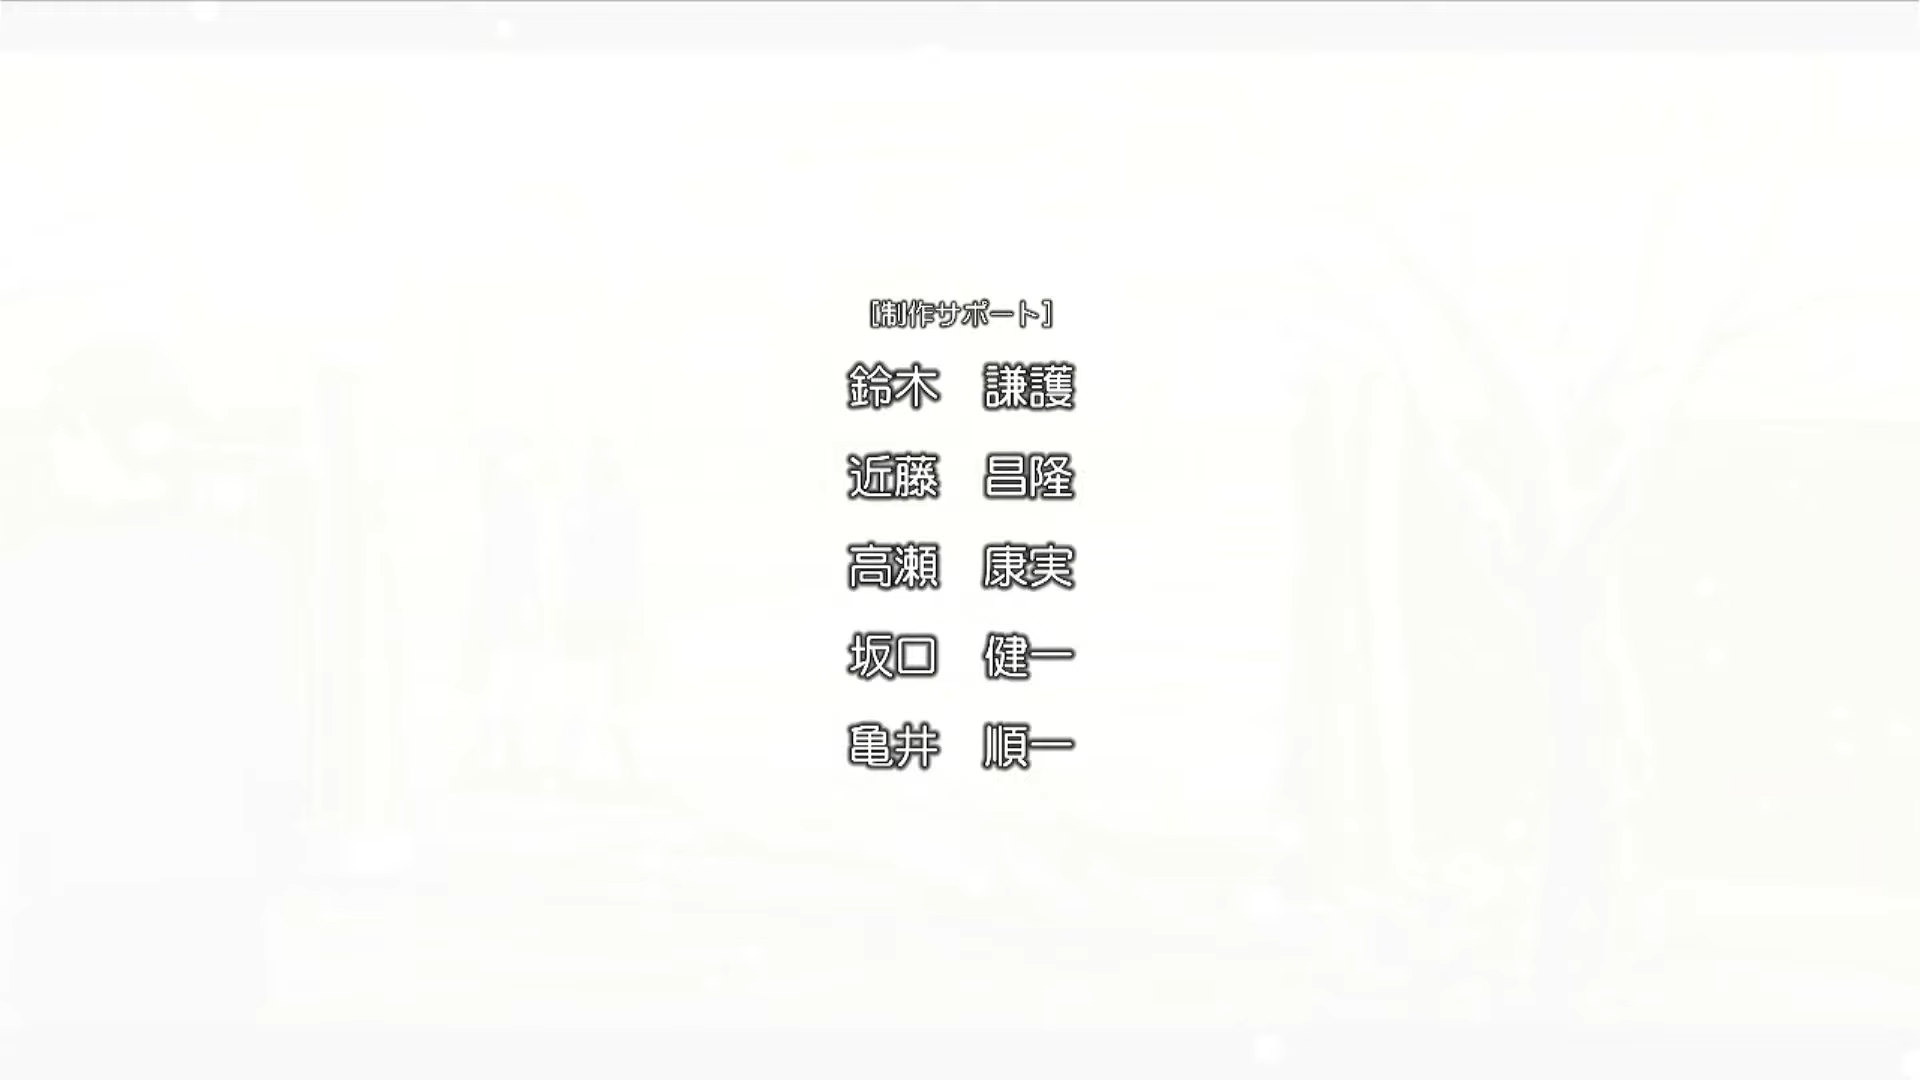 [制作サポート]
鈴木　謙護
近藤　昌隆
高瀬　康実
坂口　健一
亀井　順一